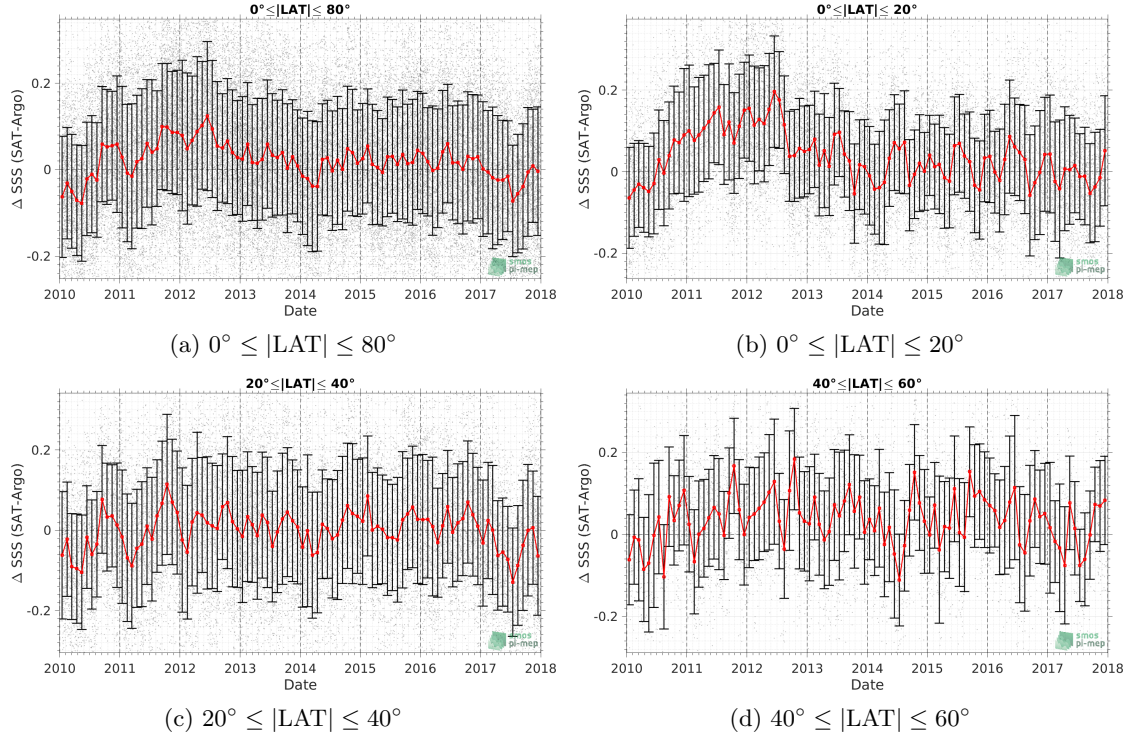 0°≤|LAT|≤ 80°
Δ SSS (SAT-Argo)
0.2
0
-0.2
2010 2011 2012 2013 2014 2015 2016 2017 2018
Date
smos
pi-mep
(a) 0° ≤ |LAT| ≤ 80°
0°≤|LAT|≤ 20°
Δ SSS (SAT-Argo)
0.2
0
-0.2
2010 2011 2012 2013 2014 2015 2016 2017 2018
Date
smos
pi-mep
(b) 0° ≤ |LAT| ≤ 20°
20°≤|LAT|≤ 40°
Δ SSS (SAT-Argo)
0.2
0
-0.2
2010 2011 2012 2013 2014 2015 2016 2017 2018
Date
smos
pi-mep
(c) 20° ≤ |LAT| ≤ 40°
40°≤|LAT|≤ 60°
Δ SSS (SAT-Argo)
0.2
0
-0.2
2010 2011 2012 2013 2014 2015 2016 2017 2018
Date
smos
pi-mep
(d) 40° ≤ |LAT| ≤ 60°